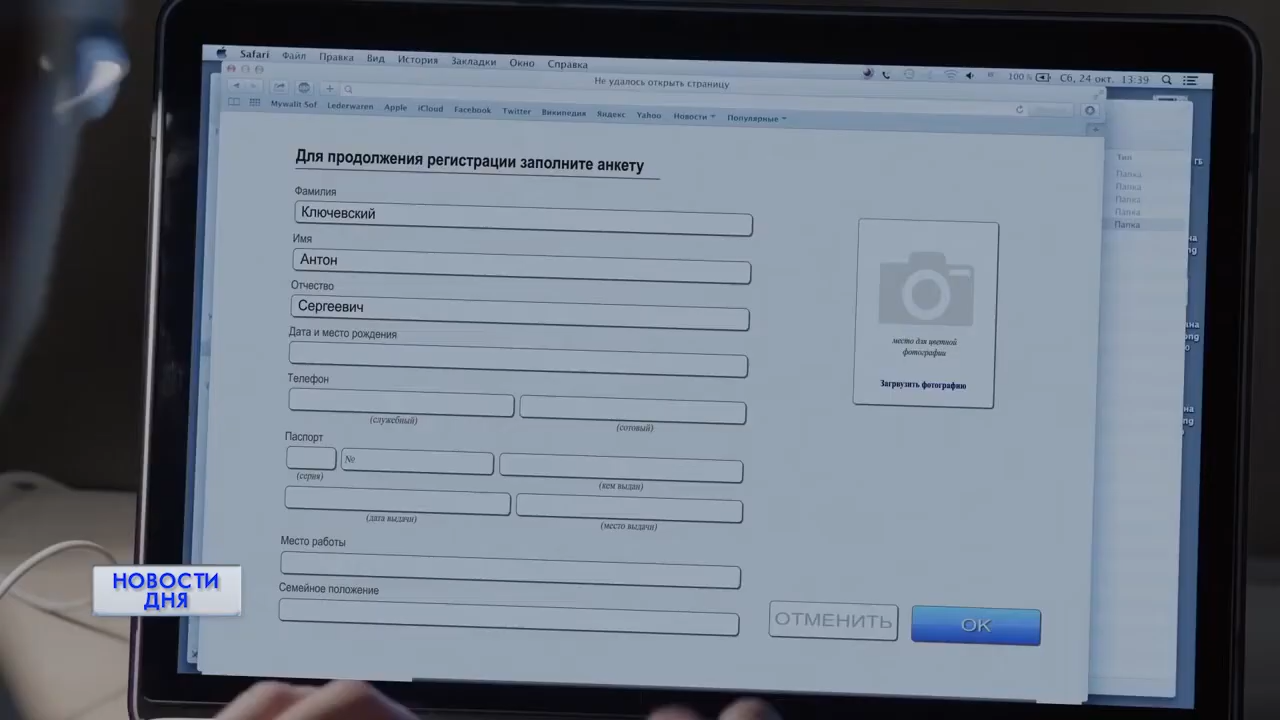 Safari Файл Правка Вид История Закладки Окно Справка 100 % Сб, 24 окт. 13:39
Не удалось открыть страницу
Mywalit Sof Lederwaren Apple iCloud Facebook Twitter Википедия Яндекс Yahoo Новости Популярные
Тип
ГБ
Папка
Папка
Папка
Папка
Папка
Для продолжения регистрации заполните анкету
Фамилия
Ключевский
Имя
Антон
Отчество
Сергеевич
Дата и место рождения
место для цветной
фотографии
Загрузить фотографию
Телефон
(служебный) (сотовый)
Паспорт
№
(серия) (кем выдан)
(дата выдачи) (место выдачи)
Место работы
Семейное положение
ОТМЕНИТЬ OK
НОВОСТИ
ДНЯ